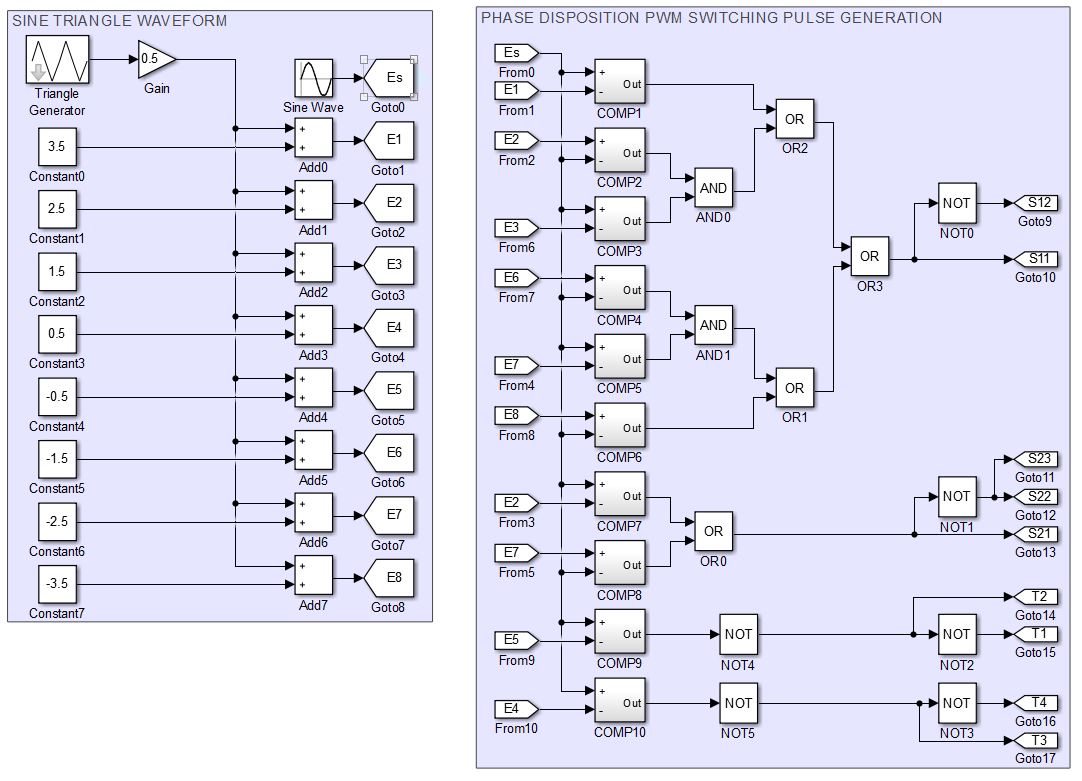 SINE TRIANGLE WAVEFORM
Triangle
Generator
0.5
Gain
Sine Wave
Es
Goto0
3.5
Constant0
+
+
Add0
E1
Goto1
2.5
Constant1
+
+
Add1
E2
Goto2
1.5
Constant2
+
+
Add2
E3
Goto3
0.5
Constant3
+
+
Add3
E4
Goto4
-0.5
Constant4
+
+
Add4
E5
Goto5
-1.5
Constant5
+
+
Add5
E6
Goto6
-2.5
Constant6
+
+
Add6
E7
Goto7
-3.5
Constant7
+
+
Add7
E8
Goto8
PHASE DISPOSITION PWM SWITCHING PULSE GENERATION
Es
From0
E1
From1
+
-
Out
COMP1
E2
From2
+
-
Out
COMP2
E3
From6
+
-
Out
COMP3
AND
AND0
OR
OR2
E6
From7
+
-
Out
COMP4
E7
From4
+
-
Out
COMP5
AND
AND1
E8
From8
+
-
Out
COMP6
OR
OR1
OR
OR3
NOT
NOT0
S12
Goto9
S11
Goto10
E2
From3
+
-
Out
COMP7
E7
From5
+
-
Out
COMP8
OR
OR0
NOT
NOT1
S23
Goto11
S22
Goto12
S21
Goto13
E5
From9
+
-
Out
COMP9
NOT
NOT4
NOT
NOT2
T2
Goto14
T1
Goto15
E4
From10
+
-
Out
COMP10
NOT
NOT5
NOT
NOT3
T4
Goto16
T3
Goto17